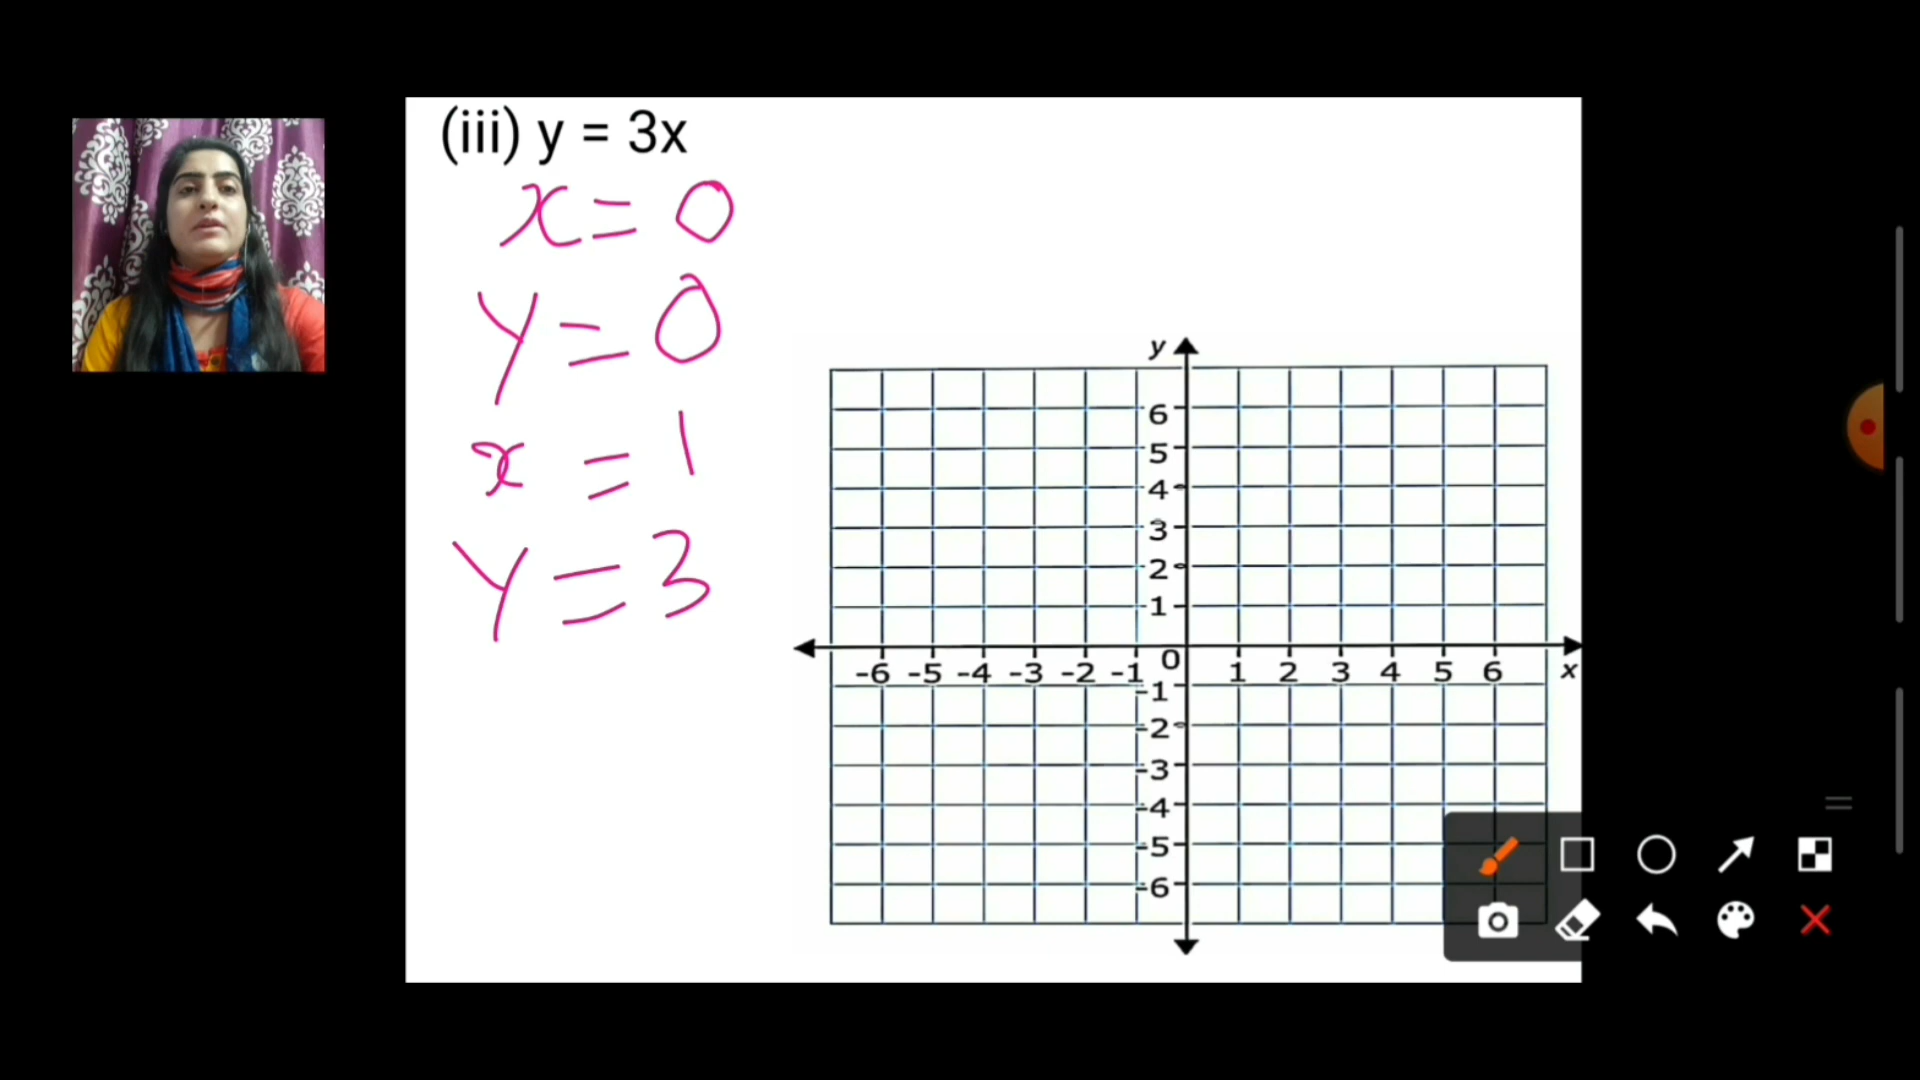 (iii) y = 3x
x = 0
y = 0
x = 1
y = 3
y
6
5
4
3
2
1
-6 -5 -4 -3 -2 -1 0 1 2 3 4 5 6 x
-1
-2
-3
-4
-5
-6